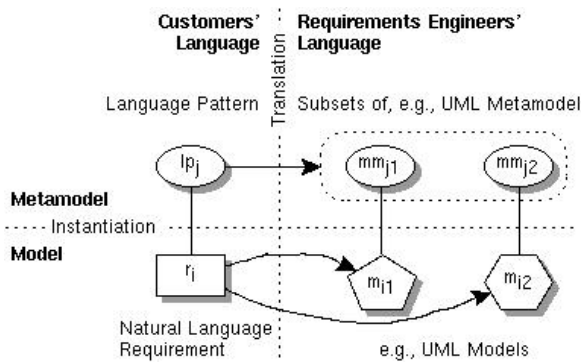 Customers'
Language
Requirements Engineers'
Language
Translation
Language Pattern
Subsets of, e.g., UML Metamodel
lpj
mmj1
mmj2
Metamodel
Instantiation
Model
ri
mi1
mi2
Natural Language
Requirement
e.g., UML Models